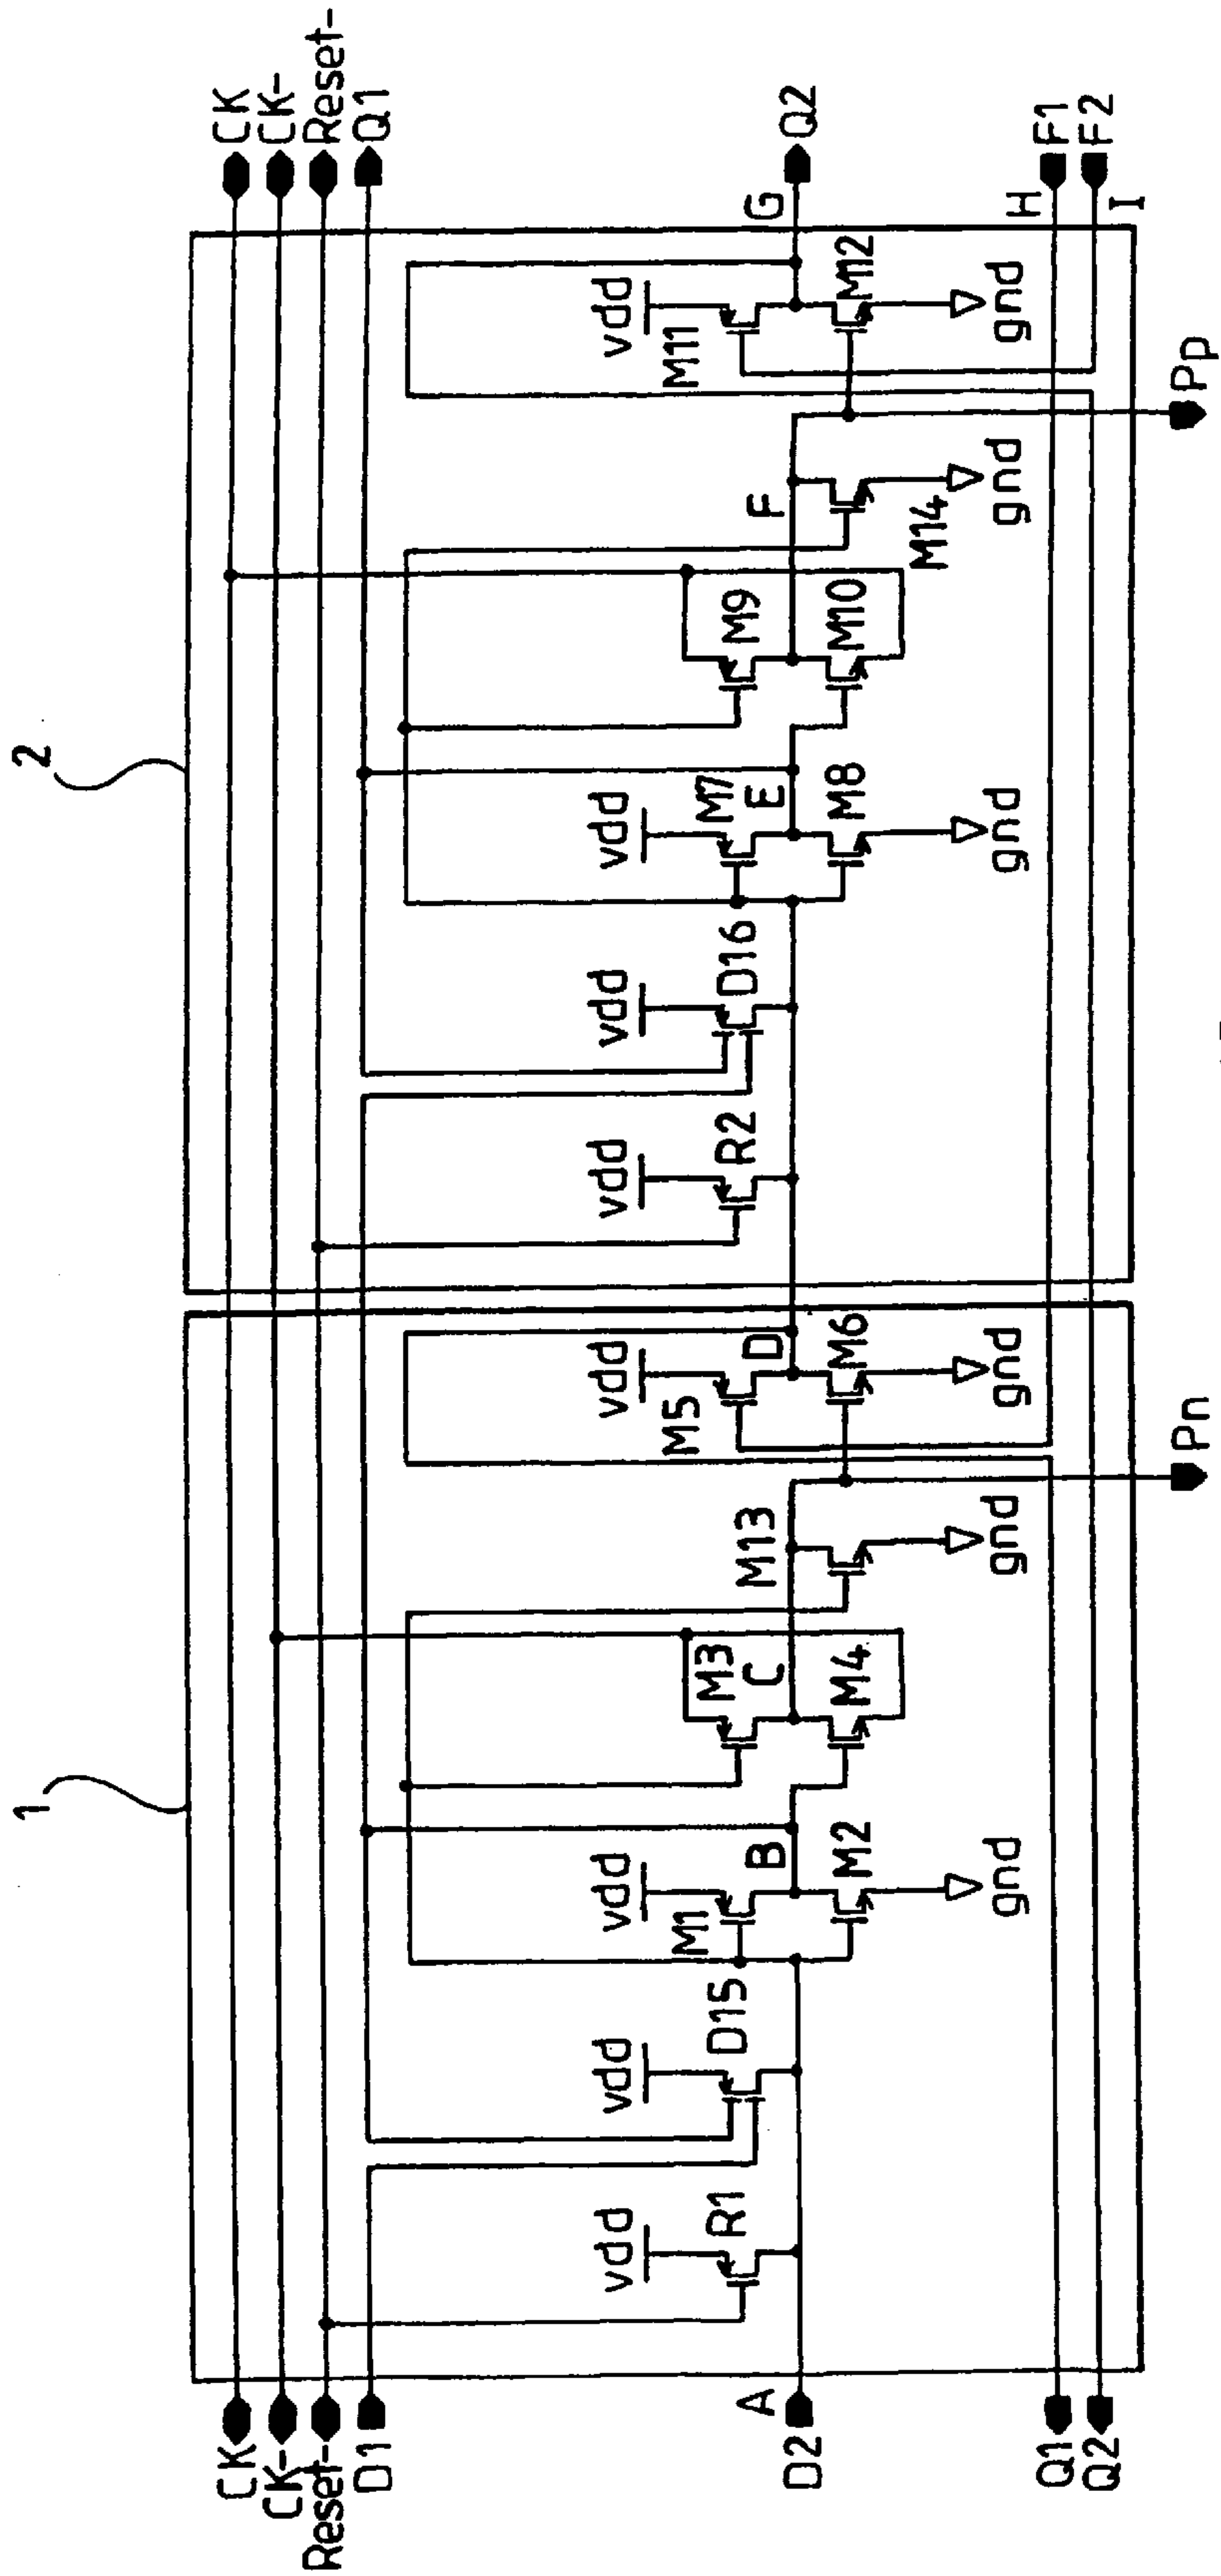 1
2
CK
CK-
Reset-
D1
CK
CK-
Reset-
Q1
vdd
R1
vdd
D15
vdd
M1
B
M2
gnd
M3
C
M4
M13
gnd
vdd
M5
D
M6
gnd
vdd
R2
vdd
D16
vdd
M7
E
M8
gnd
M9
M10
F
M14
gnd
vdd
M11
M12
gnd
G
Q2
A
D2
Q1
Q2
H
F1
F2
I
Pn
Pp